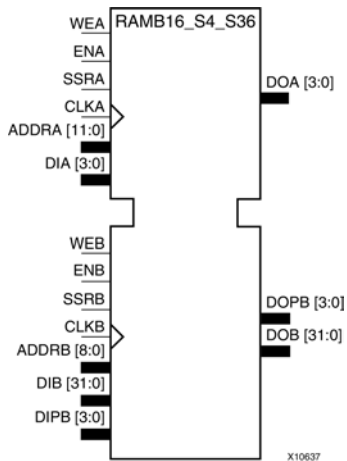 RAMB16_S4_S36
WEA
ENA
SSRA
CLKA
ADDRA [11:0]
DIA [3:0]
DOA [3:0]
WEB
ENB
SSRB
CLKB
ADDRB [8:0]
DIB [31:0]
DIPB [3:0]
DOPB [3:0]
DOB [31:0]
X10637